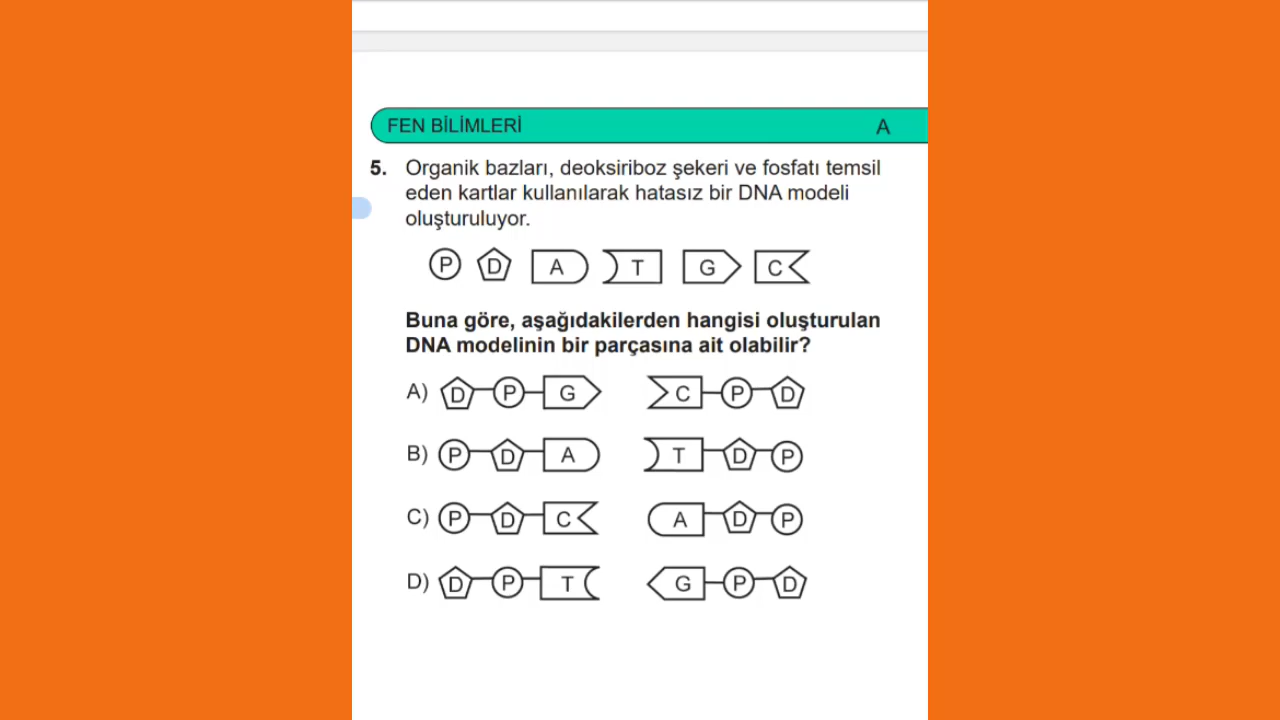 FEN BİLİMLERİ A
5. Organik bazları, deoksiriboz şekeri ve fosfatı temsil
eden kartlar kullanılarak hatasız bir DNA modeli
oluşturuluyor.
P D A T G C
Buna göre, aşağıdakilerden hangisi oluşturulan
DNA modelinin bir parçasına ait olabilir?
A) D P G C P D
B) P D A T D P
C) P D C A D P
D) D P T G P D